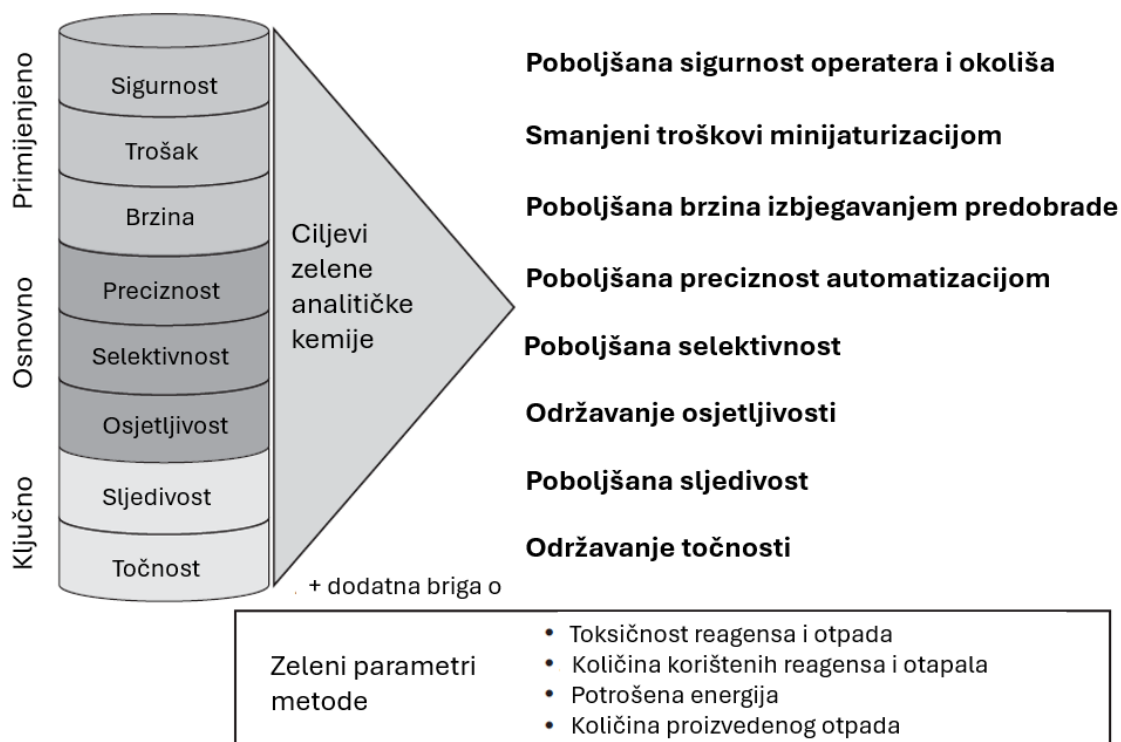 Primijenjeno
Osnovno
Ključno
Sigurnost
Trošak
Brzina
Preciznost
Selektivnost
Osjetljivost
Sljedivost
Točnost
Ciljevi
zelene
analitičke
kemije
Poboljšana sigurnost operatera i okoliša
Smanjeni troškovi minijaturizacijom
Poboljšana brzina izbjegavanjem predobrade
Poboljšana preciznost automatizacijom
Poboljšana selektivnost
Održavanje osjetljivosti
Poboljšana sljedivost
Održavanje točnosti
+ dodatna briga o
Zeleni parametri
metode
• Toksičnost reagensa i otpada
• Količina korištenih reagensa i otapala
• Potrošena energija
• Količina proizvedenog otpada